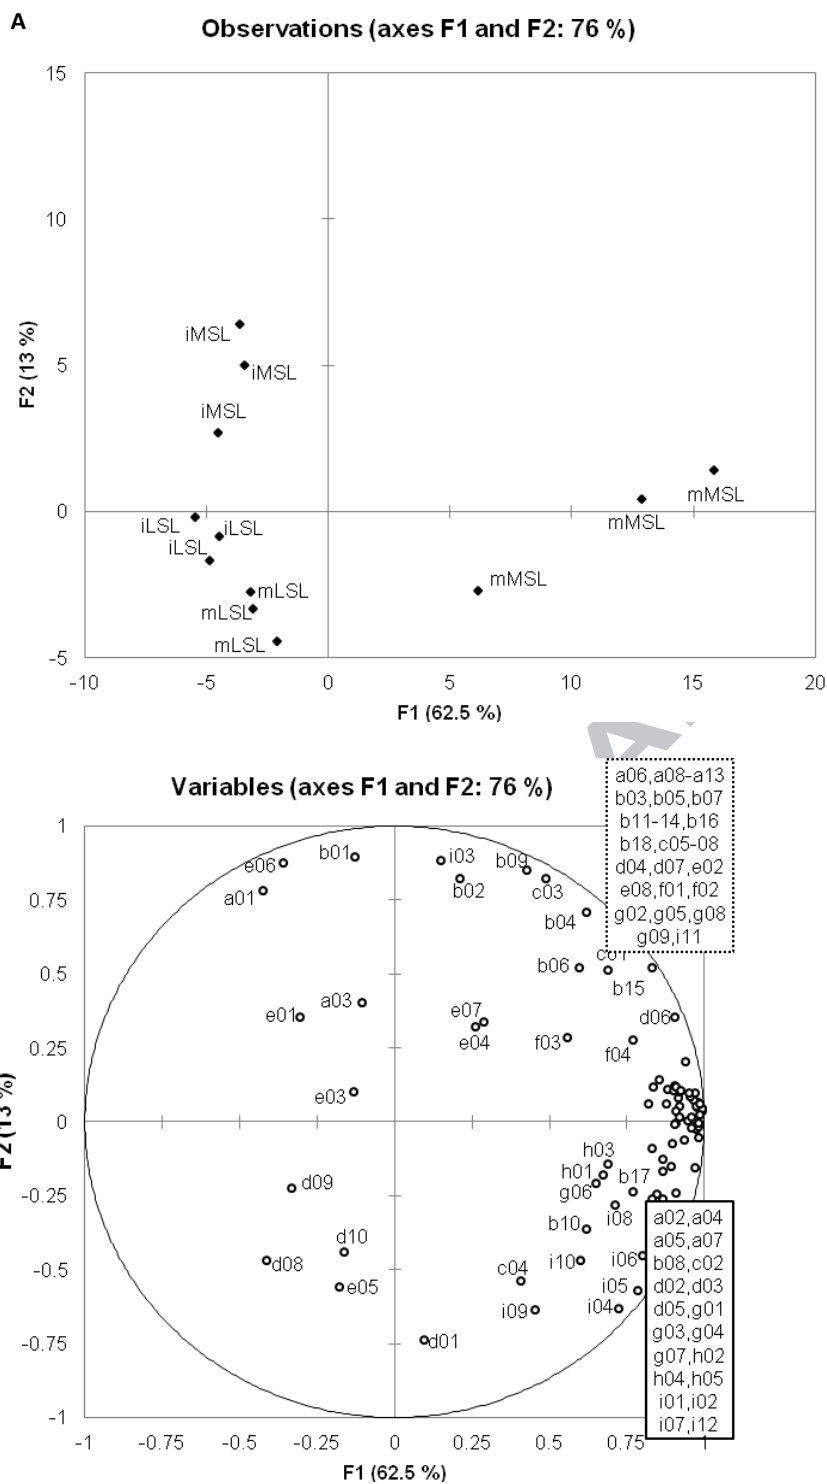 A
Observations (axes F1 and F2: 76 %)
15
10
5
0
-5
F2 (13 %)
iMSL
iMSL
iMSL
iLSL
iLSL
iLSL
mLSL
mLSL
mLSL
mMSL
mMSL
mMSL
-10 -5 0 5 10 15 20
F1 (62.5 %)
Variables (axes F1 and F2: 76 %)
a06,a08-a13
b03,b05,b07
b11-14,b16
b18,c05-08
d04,d07,e02
e08,f01,f02
g02,g05,g08
g09,i11
1
0.75
0.5
0.25
0
-0.25
-0.5
-0.75
-1
F2 (13 %)
e06
b01
i03
b09
a01
b02
c03
b04
b06
b15
e01
a03
e07
d06
e04
f03
f04
e03
h03
h01
b17
d09
g06
i08
b10
d10
d08
c04
i10
i06
e05
i05
i09
i04
d01
a02,a04
a05,a07
b08,c02
d02,d03
d05,g01
g03,g04
g07,h02
h04,h05
i01,i02
i07,i12
-1 -0.75 -0.5 -0.25 0 0.25 0.5 0.75 1
F1 (62.5 %)